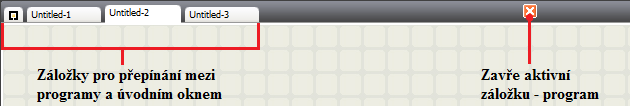 Untitled-1
Untitled-2
Untitled-3
Záložky pro přepínání mezi
programy a úvodním oknem
Zavře aktivní
záložku - program